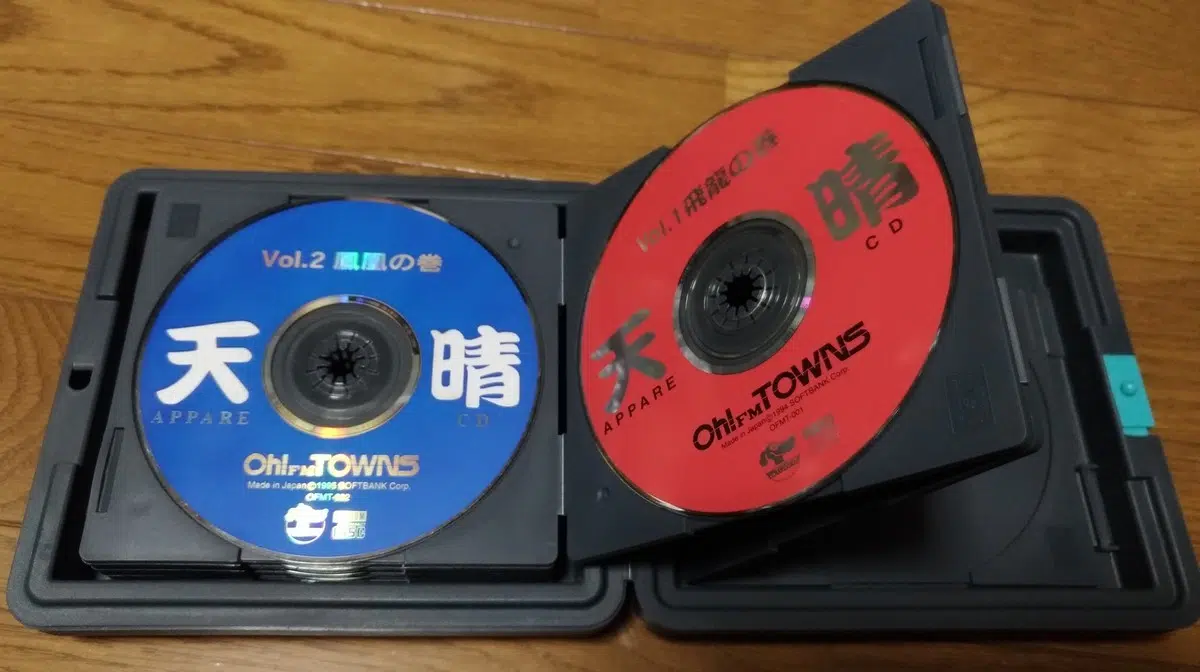 Vol.2 鳳凰の巻
天晴
APPARE
CD
Oh!FM TOWNS
Made in Japan©1995 SOFTBANK Corp.
OFMT-002
Vol.1 飛龍の巻
天晴
APPARE
CD
Oh!FM TOWNS
Made in Japan©1994 SOFTBANK Corp.
OFMT-001